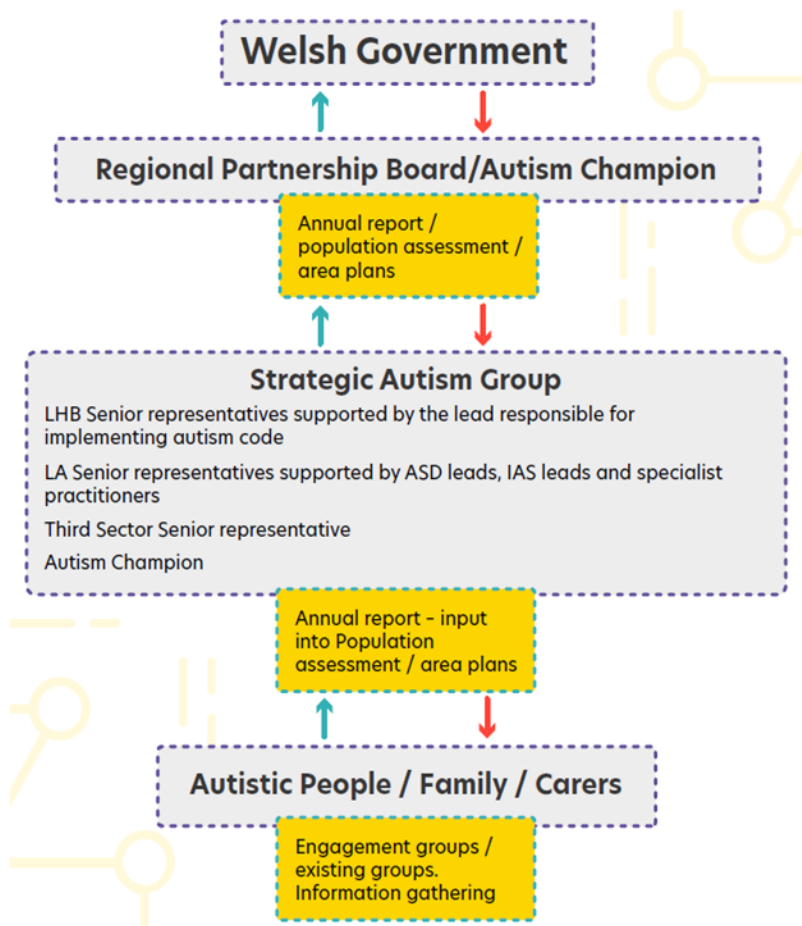 Welsh Government
Regional Partnership Board/Autism Champion
Annual report /
population assessment /
area plans
Strategic Autism Group
LHB Senior representatives supported by the lead responsible for
implementing autism code
LA Senior representatives supported by ASD leads, IAS leads and specialist
practitioners
Third Sector Senior representative
Autism Champion
Annual report – input
into Population
assessment / area plans
Autistic People / Family / Carers
Engagement groups /
existing groups.
Information gathering